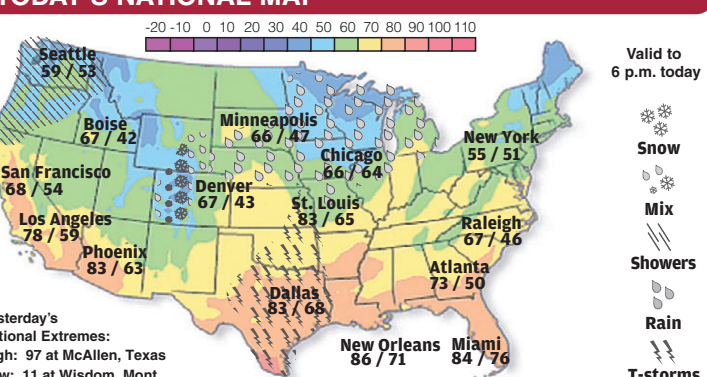 TODAY'S NATIONAL MAP
-20 -10 0 10 20 30 40 50 60 70 80 90 100 110
Seattle
59 / 53
Boise
67 / 42
Minneapolis
66 / 47
Chicago
66 / 64
New York
55 / 51
San Francisco
68 / 54
Denver
67 / 43
St. Louis
83 / 65
Los Angeles
78 / 59
Phoenix
83 / 63
Raleigh
67 / 46
Atlanta
73 / 50
Dallas
83 / 68
New Orleans
86 / 71
Miami
84 / 76
Valid to
6 p.m. today
Snow
Mix
Showers
Rain
T-storms
sterday's
tional Extremes:
gh: 97 at McAllen, Texas
w: 11 at Wisdom, Mont.